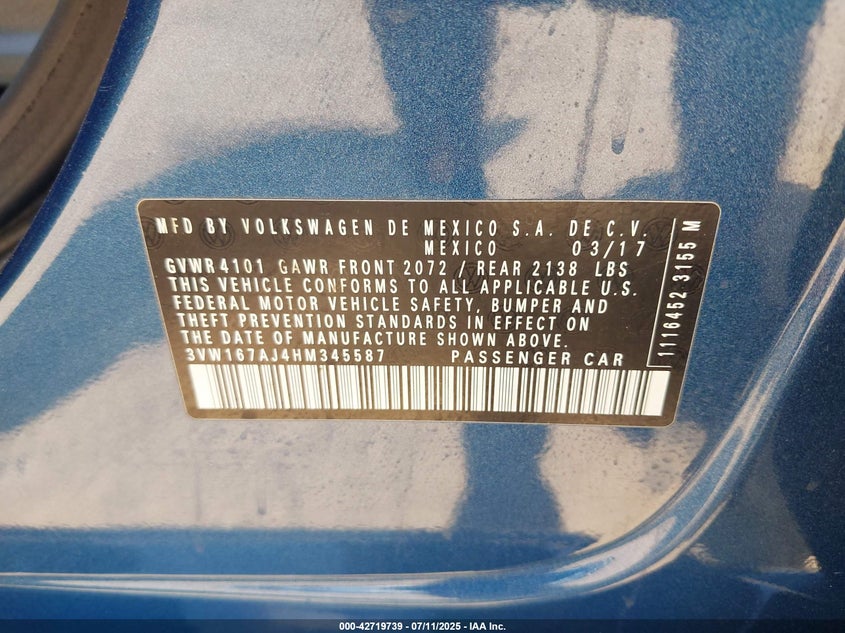 MFD BY VOLKSWAGEN DE MEXICO S.A. DE C.V.
MEXICO 03/17
GVWR 4101 GAWR FRONT 2072 / REAR 2138 LBS
THIS VEHICLE CONFORMS TO ALL APPLICABLE U.S.
FEDERAL MOTOR VEHICLE SAFETY, BUMPER AND
THEFT PREVENTION STANDARDS IN EFFECT ON
THE DATE OF MANUFACTURE SHOWN ABOVE.
3VW167AJ4HM345587 PASSENGER CAR
1116452 3155 M
000-42719739 - 07/11/2025 - IAA Inc.